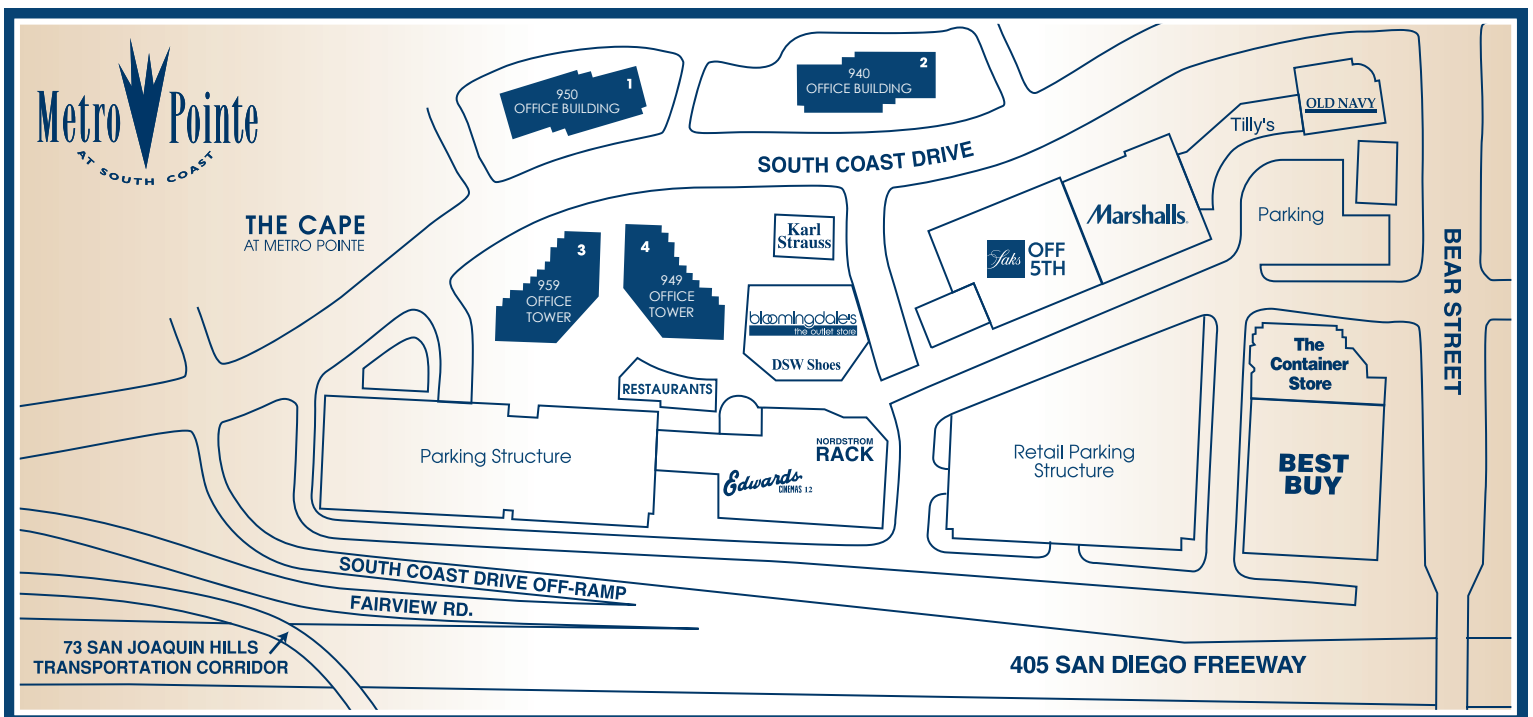 Metro Pointe
AT SOUTH COAST
THE CAPE
AT METRO POINTE
1
950
OFFICE BUILDING
2
940
OFFICE BUILDING
SOUTH COAST DRIVE
OLD NAVY
Tilly's
Marshalls.
Parking
Saks
OFF
5TH
Karl
Strauss
3
959
OFFICE
TOWER
4
949
OFFICE
TOWER
bloomingdale's
the outlet store
DSW Shoes
RESTAURANTS
BEAR STREET
The
Container
Store
BEST
BUY
Parking Structure
NORDSTROM
RACK
Edwards
CINEMAS 12
Retail Parking
Structure
SOUTH COAST DRIVE OFF-RAMP
FAIRVIEW RD.
73 SAN JOAQUIN HILLS
TRANSPORTATION CORRIDOR
405 SAN DIEGO FREEWAY